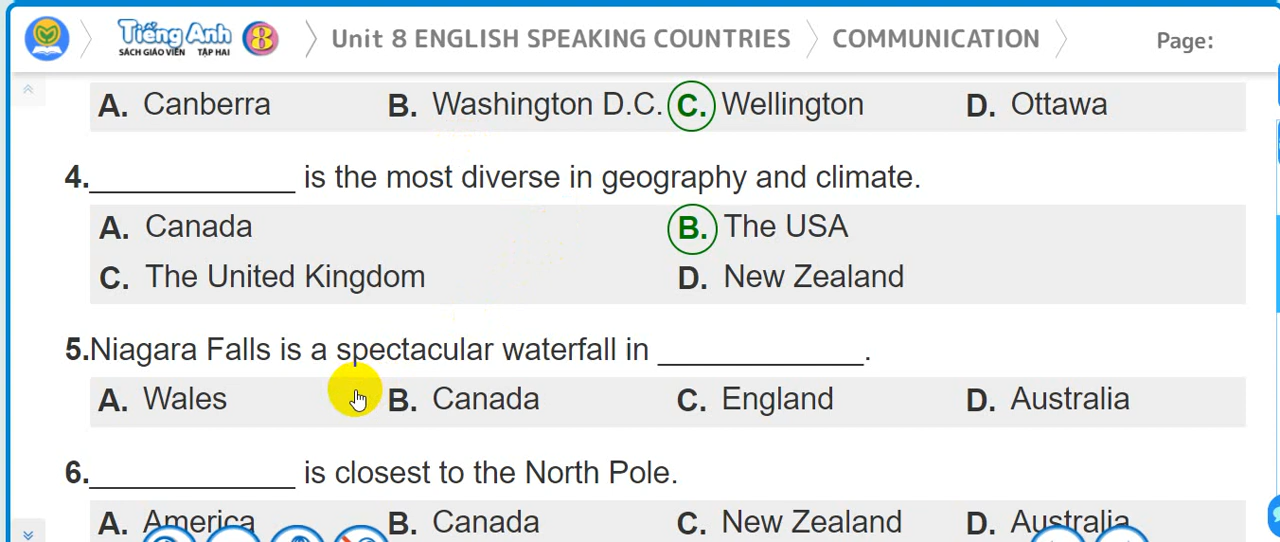 Tiếng Anh 8
SÁCH GIÁO VIÊN TẬP HAI
Unit 8 ENGLISH SPEAKING COUNTRIES
COMMUNICATION
Page:
A. Canberra B. Washington D.C. C. Wellington D. Ottawa
4.____________ is the most diverse in geography and climate.
A. Canada B. The USA
C. The United Kingdom D. New Zealand
5.Niagara Falls is a spectacular waterfall in ____________.
A. Wales B. Canada C. England D. Australia
6.____________ is closest to the North Pole.
A. America B. Canada C. New Zealand D. Australia